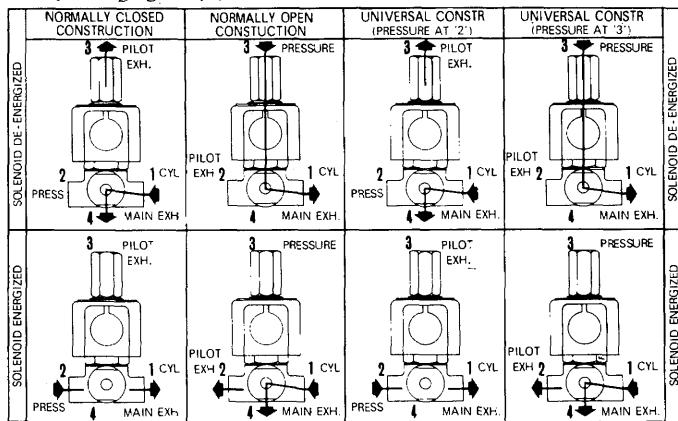 NORMALLY CLOSED CONSTRUCTION
NORMALLY OPEN CONSTUCTION
UNIVERSAL CONSTR (PRESSURE AT '2')
UNIVERSAL CONSTR (PRESSURE AT '3')
SOLENOID DE-ENERGIZED
3 PILOT EXH.
2 PRESS
1 CYL
4 MAIN EXH
3 PRESSURE
PILOT EXH 2
1 CYL
4 MAIN EXH.
3 PILOT EXH.
2 PRESS
1 CYL
4 MAIN EXH
3 PRESSURE
PILOT EXH 2
1 CYL
4 MAIN EXH.
SOLENOID DE-ENERGIZED
SOLENOID ENERGIZED
3 PILOT EXH.
2 PRESS
1 CYL
4 MAIN EXH
3 PRESSURE
PILOT EXH 2
1 CYL
4 MAIN EXH.
3 PILOT EXH.
2 PRESS
1 CYL
4 MAIN EXH.
3 PRESSURE
PILOT EXH 2
1 CYL
4 MAIN EXH.
SOLENOID ENERGIZED